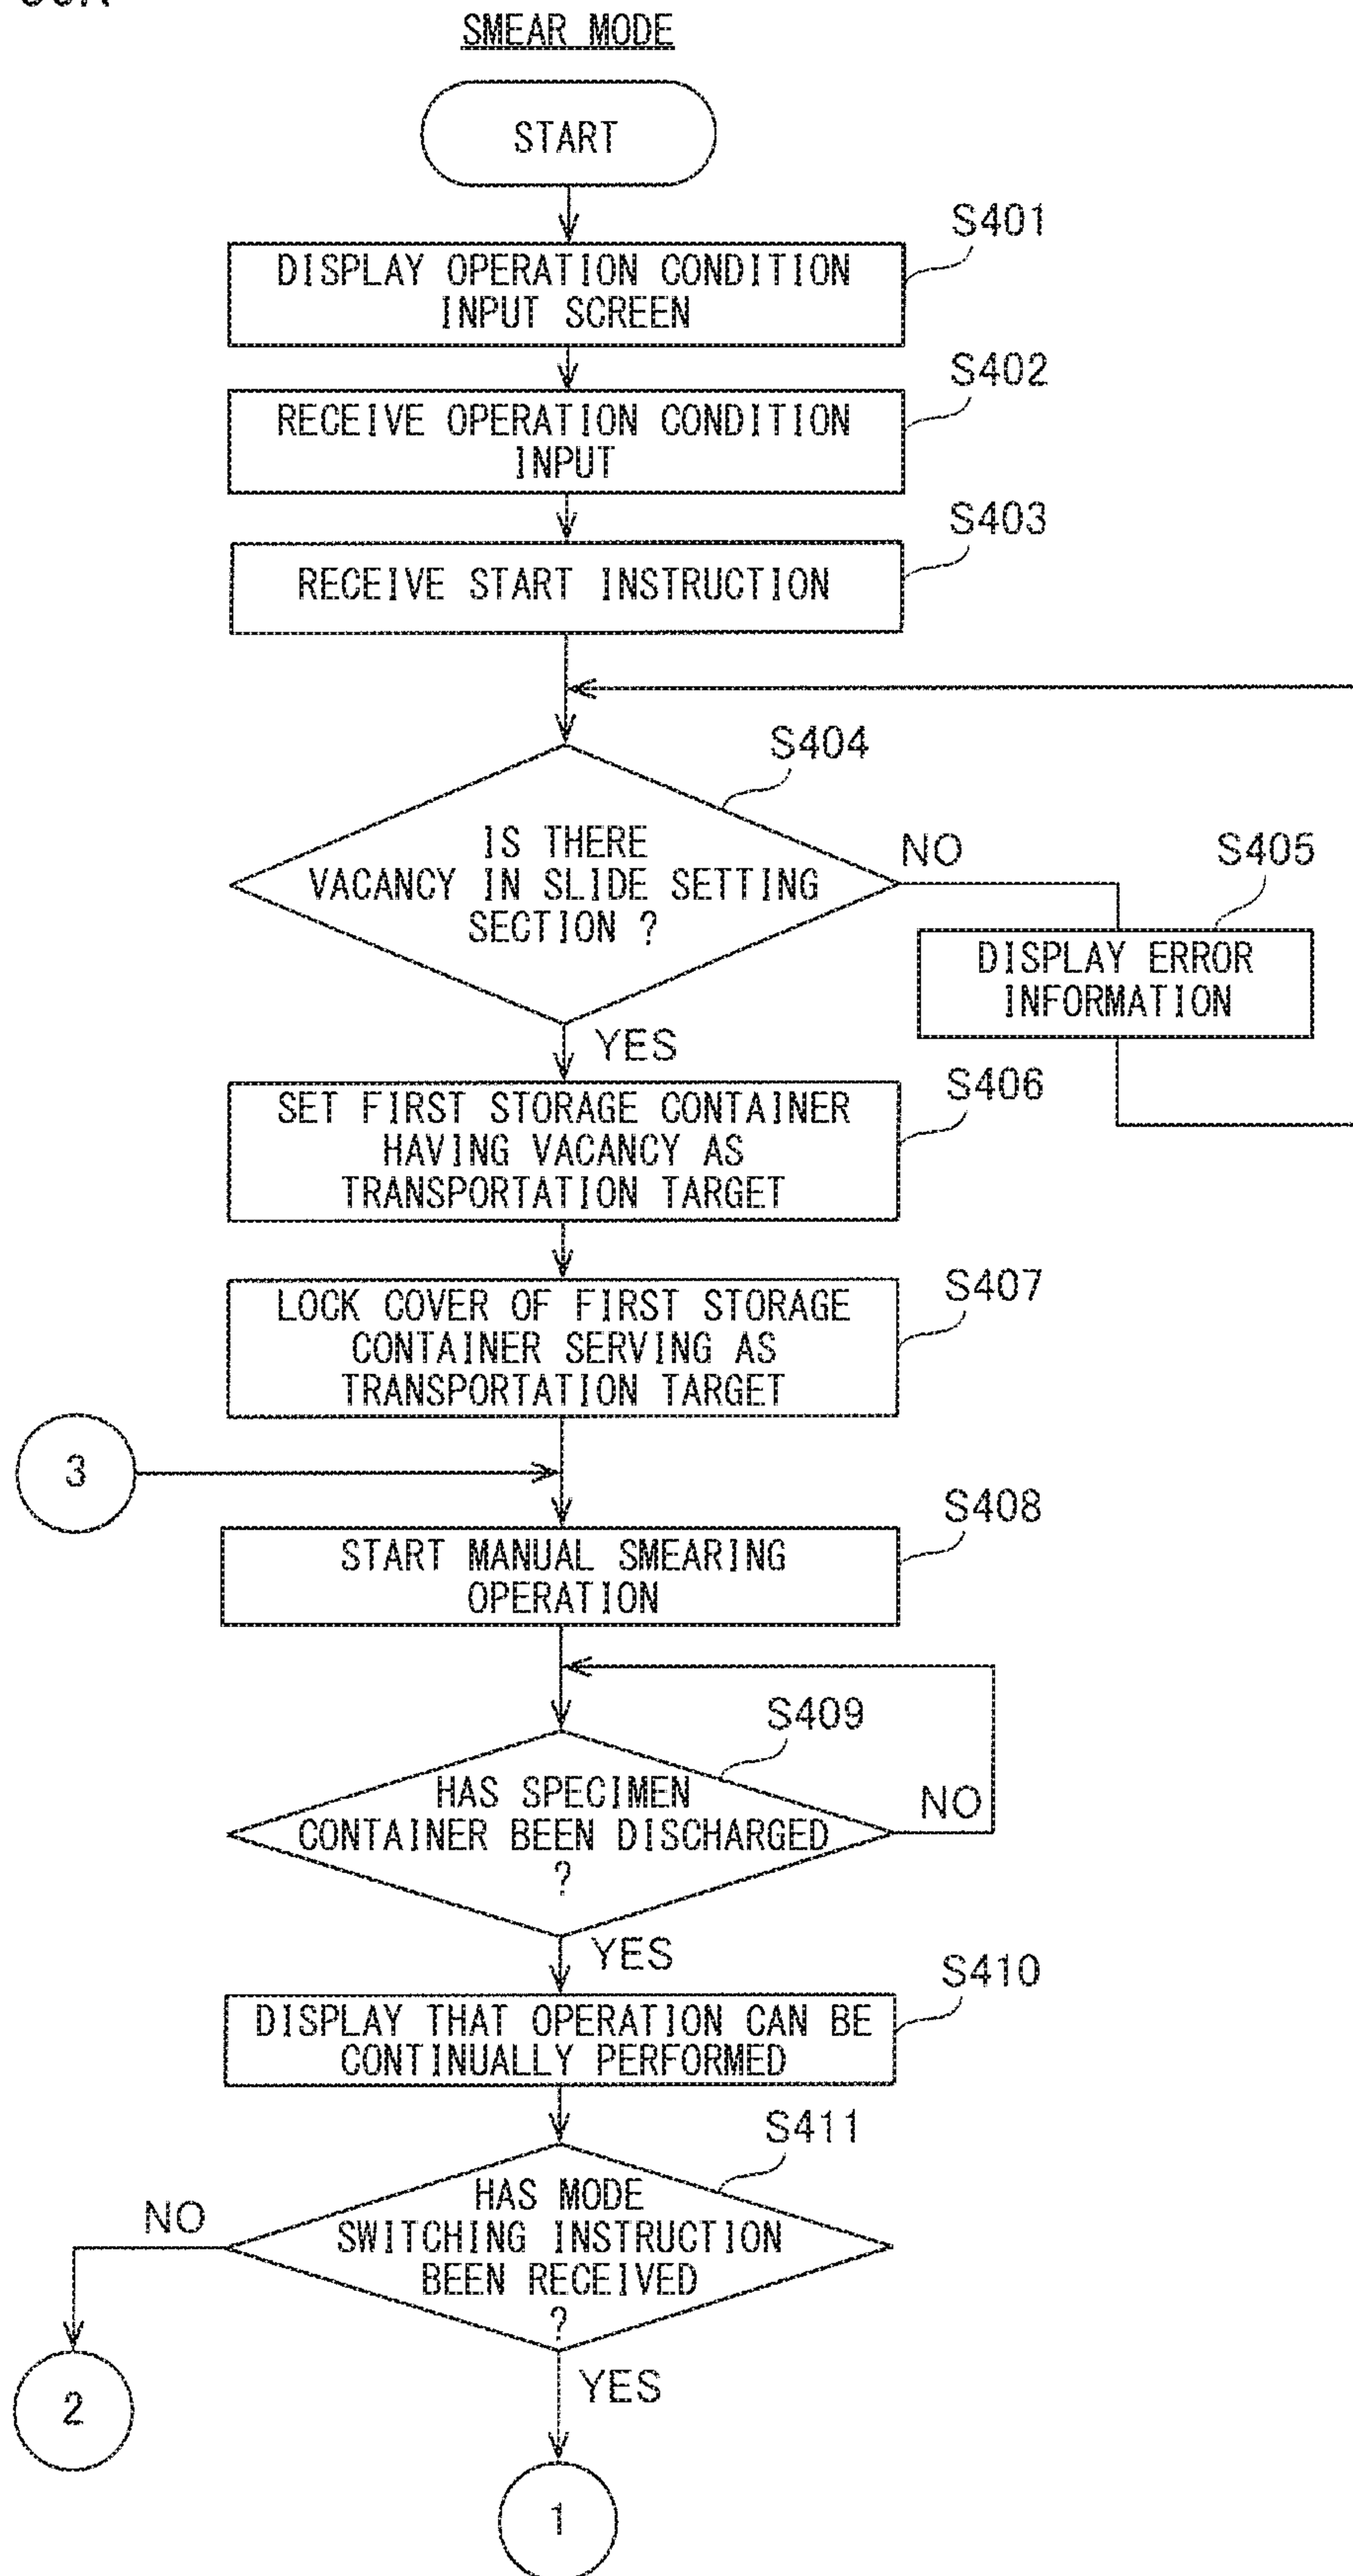 SMEAR MODE
START
S401
DISPLAY OPERATION CONDITION
INPUT SCREEN
S402
RECEIVE OPERATION CONDITION
INPUT
S403
RECEIVE START INSTRUCTION
S404
IS THERE
VACANCY IN SLIDE SETTING
SECTION ?
NO
S405
DISPLAY ERROR
INFORMATION
YES
S406
SET FIRST STORAGE CONTAINER
HAVING VACANCY AS
TRANSPORTATION TARGET
S407
LOCK COVER OF FIRST STORAGE
CONTAINER SERVING AS
TRANSPORTATION TARGET
3
S408
START MANUAL SMEARING
OPERATION
S409
HAS SPECIMEN
CONTAINER BEEN DISCHARGED
?
NO
YES
S410
DISPLAY THAT OPERATION CAN BE
CONTINUALLY PERFORMED
S411
HAS MODE
SWITCHING INSTRUCTION
BEEN RECEIVED
?
NO
2
YES
1